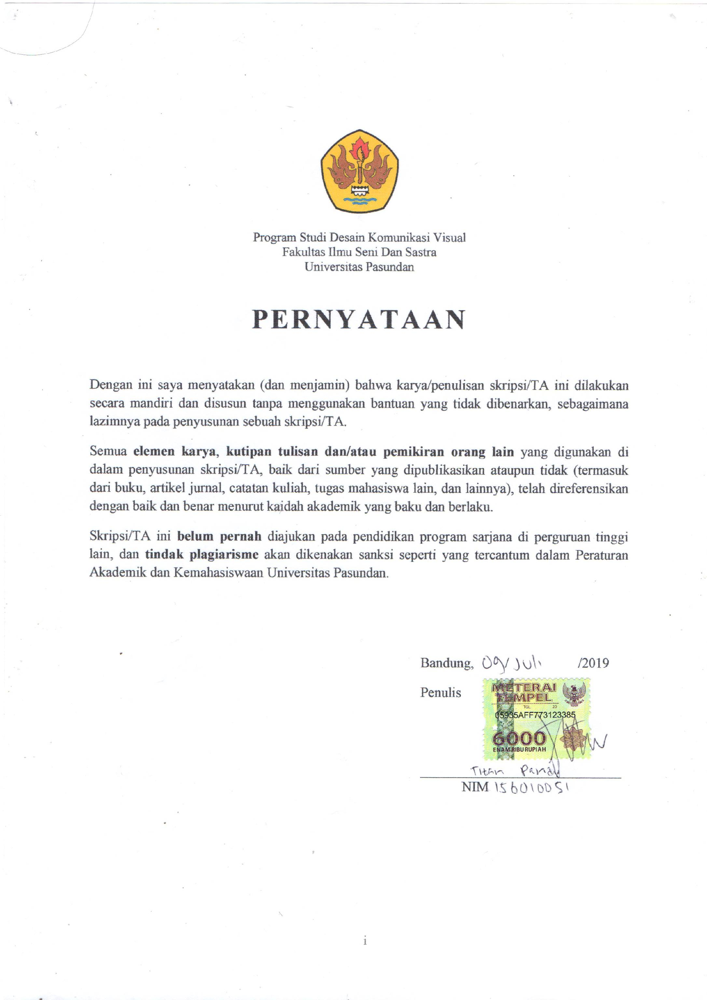 Program Studi Desain Komunikasi Visual
Fakultas Ilmu Seni Dan Sastra
Universitas Pasundan
PERNYATAAN
Dengan ini saya menyatakan (dan menjamin) bahwa karya/penulisan skripsi/TA ini dilakukan
secara mandiri dan disusun tanpa menggunakan bantuan yang tidak dibenarkan, sebagaimana
lazimnya pada penyusunan sebuah skripsi/TA.
Semua elemen karya, kutipan tulisan dan/atau pemikiran orang lain yang digunakan di
dalam penyusunan skripsi/TA, baik dari sumber yang dipublikasikan ataupun tidak (termasuk
dari buku, artikel jurnal, catatan kuliah, tugas mahasiswa lain, dan lainnya), telah direferensikan
dengan baik dan benar menurut kaidah akademik yang baku dan berlaku.
Skripsi/TA ini belum pernah diajukan pada pendidikan program sarjana di perguruan tinggi
lain, dan tindak plagiarisme akan dikenakan sanksi seperti yang tercantum dalam Peraturan
Akademik dan Kemahasiswaan Universitas Pasundan.
Bandung, 09/Juli /2019
Penulis
METERAI
TEMPEL
TGL. 20
05935AFF773123385
6000
ENAM RIBU RUPIAH
Titan
NIM 156010051
i